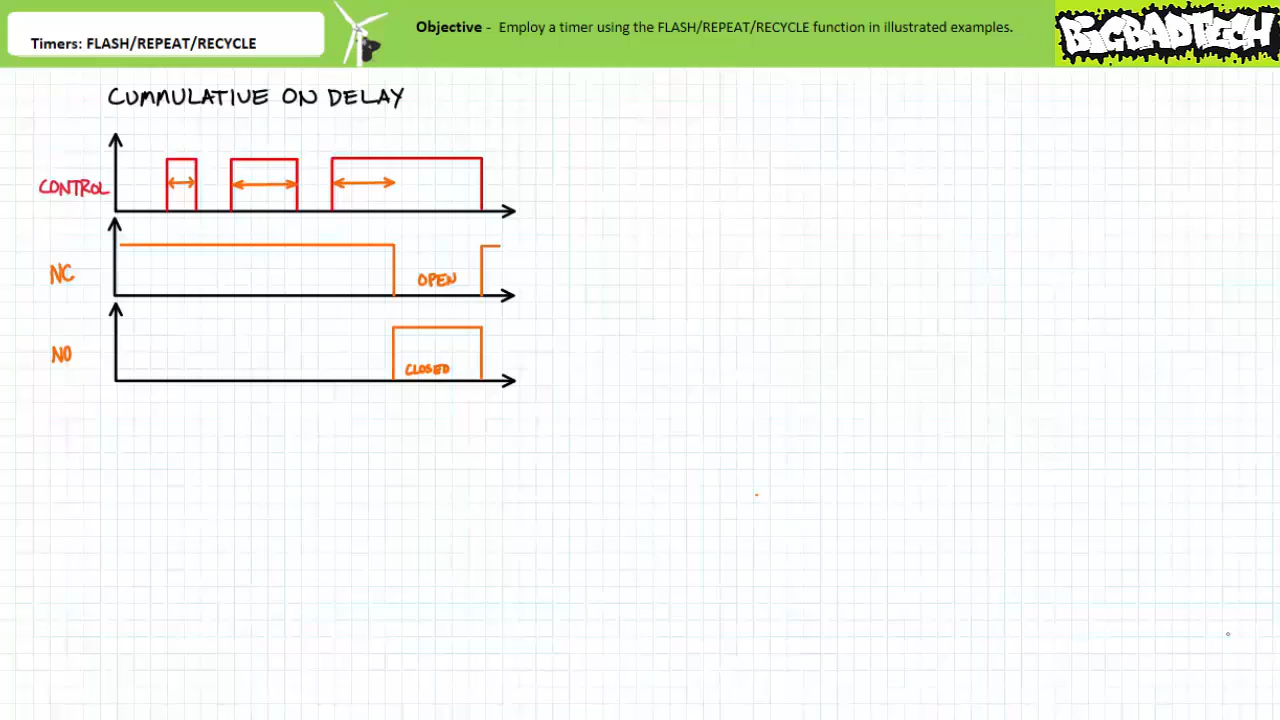 Timers: FLASH/REPEAT/RECYCLE
Objective - Employ a timer using the FLASH/REPEAT/RECYCLE function in illustrated examples.
BIGBADTECH
CUMMULATIVE ON DELAY
CONTROL
NC
OPEN
NO
CLOSED